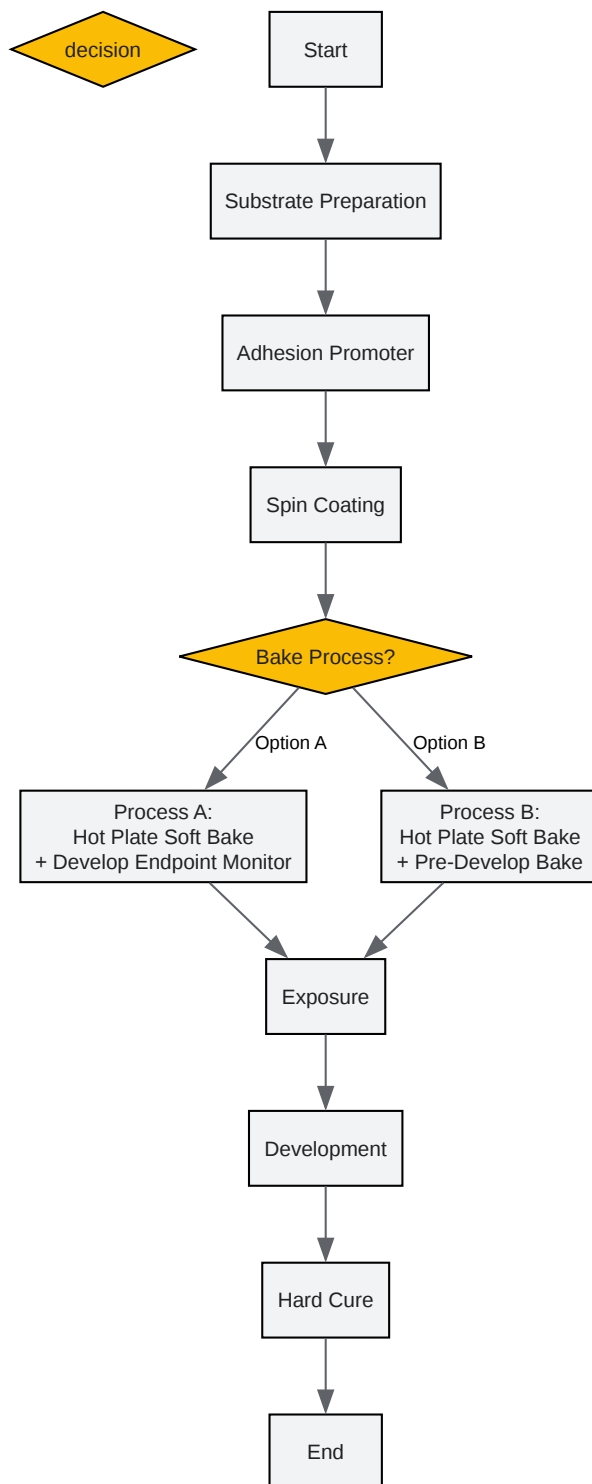 decision
Start
Substrate Preparation
Adhesion Promoter
Spin Coating
Bake Process?
Option A
Option B
Process A:
Hot Plate Soft Bake
+ Develop Endpoint Monitor
Process B:
Hot Plate Soft Bake
+ Pre-Develop Bake
Exposure
Development
Hard Cure
End